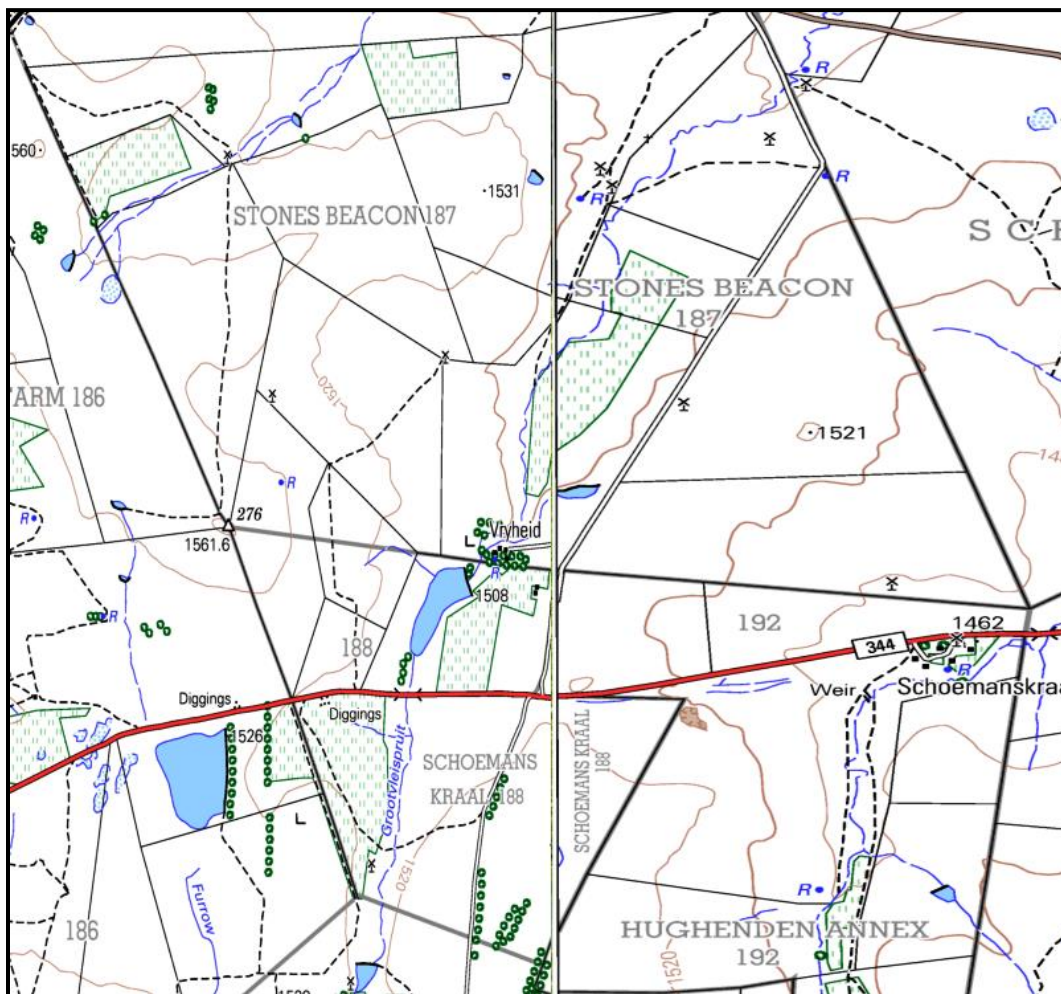 R
R
560
1531
R
R
STONES BEACON 187
S C H
STONES BEACON
187
1520
ARM 186
1521
R
R
276
1561.6
Vryheid
R
1508
R
188
192
1462
344
R
Weir
Schoemanskraa
Diggings
Diggings
1526
Grootvleispruit
SCHOEMANS
KRAAL 188
SCHOEMANS KRAAL
188
1520
Furrow
R
186
HUGHENDEN ANNEX
192